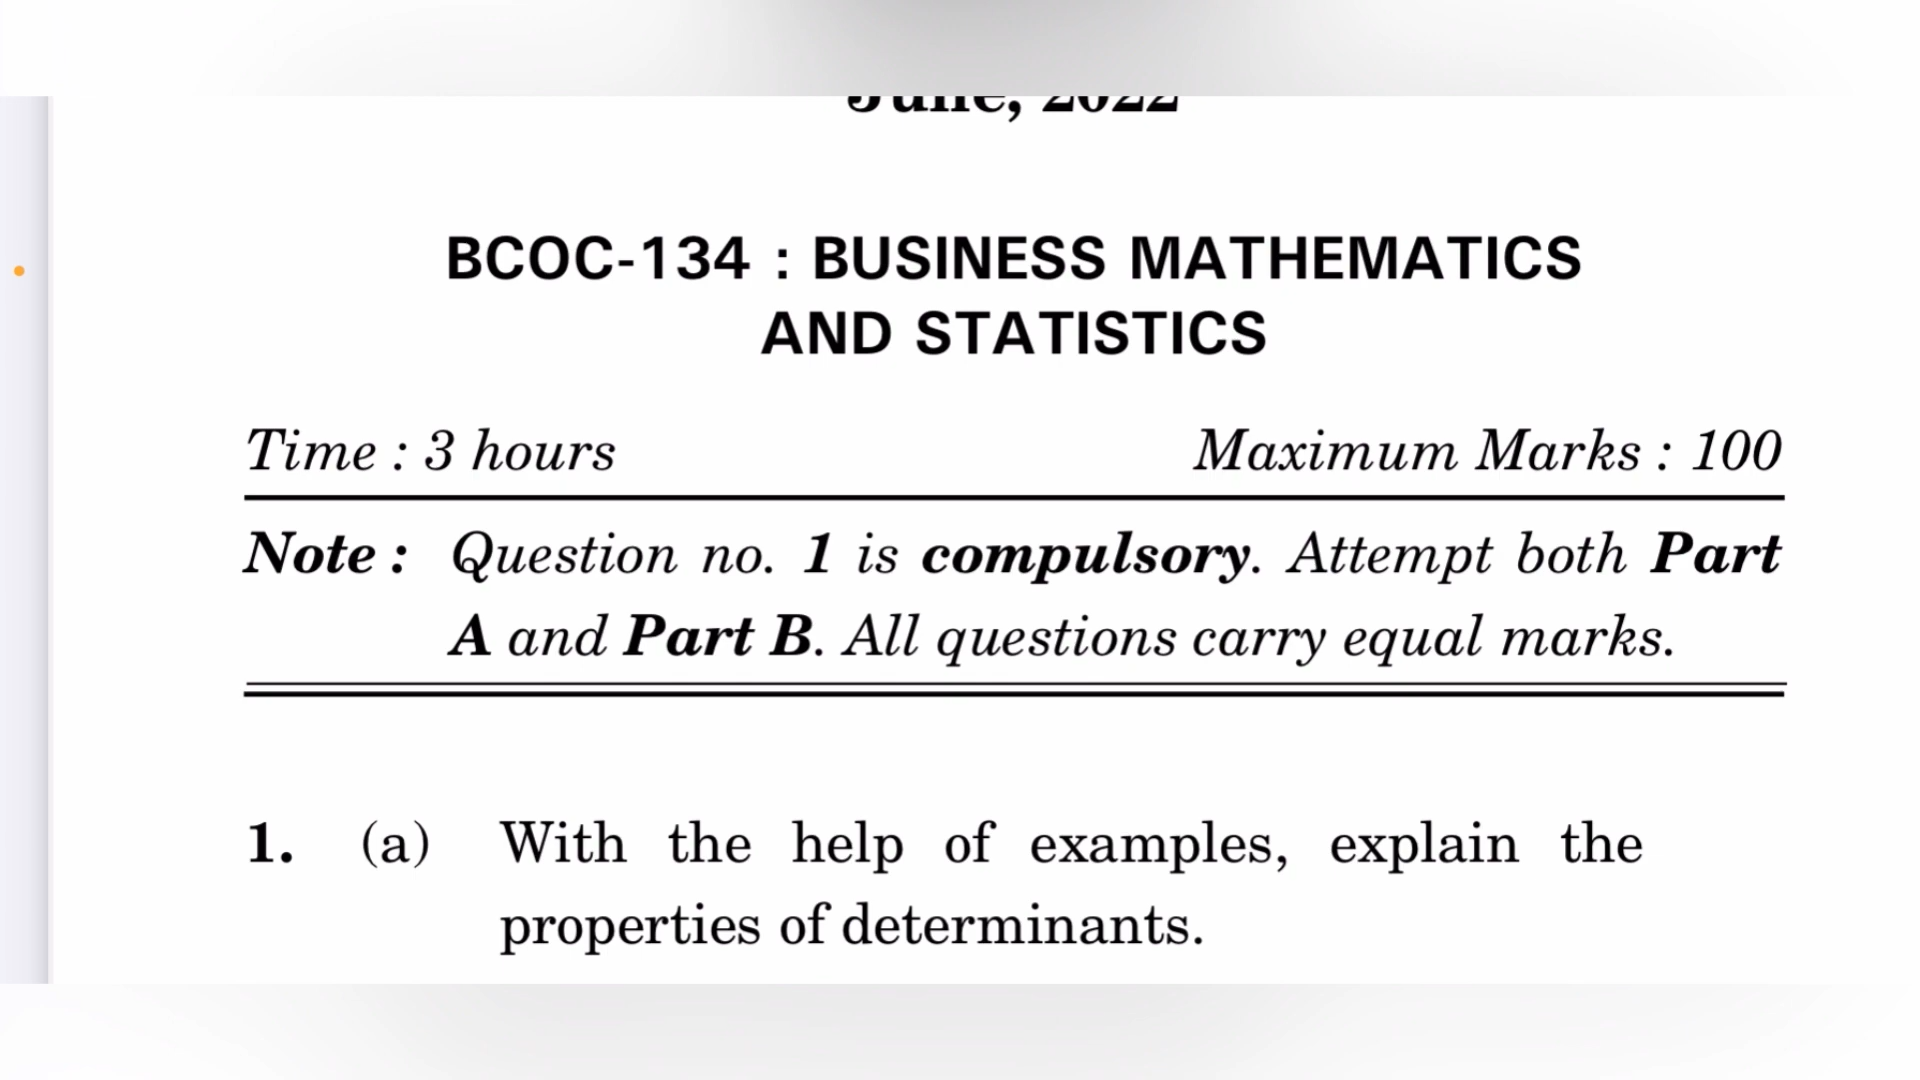 June, 2022
BCOC-134 : BUSINESS MATHEMATICS
AND STATISTICS
Time : 3 hours Maximum Marks : 100
Note : Question no. 1 is compulsory. Attempt both Part
A and Part B. All questions carry equal marks.
1. (a) With the help of examples, explain the
properties of determinants.